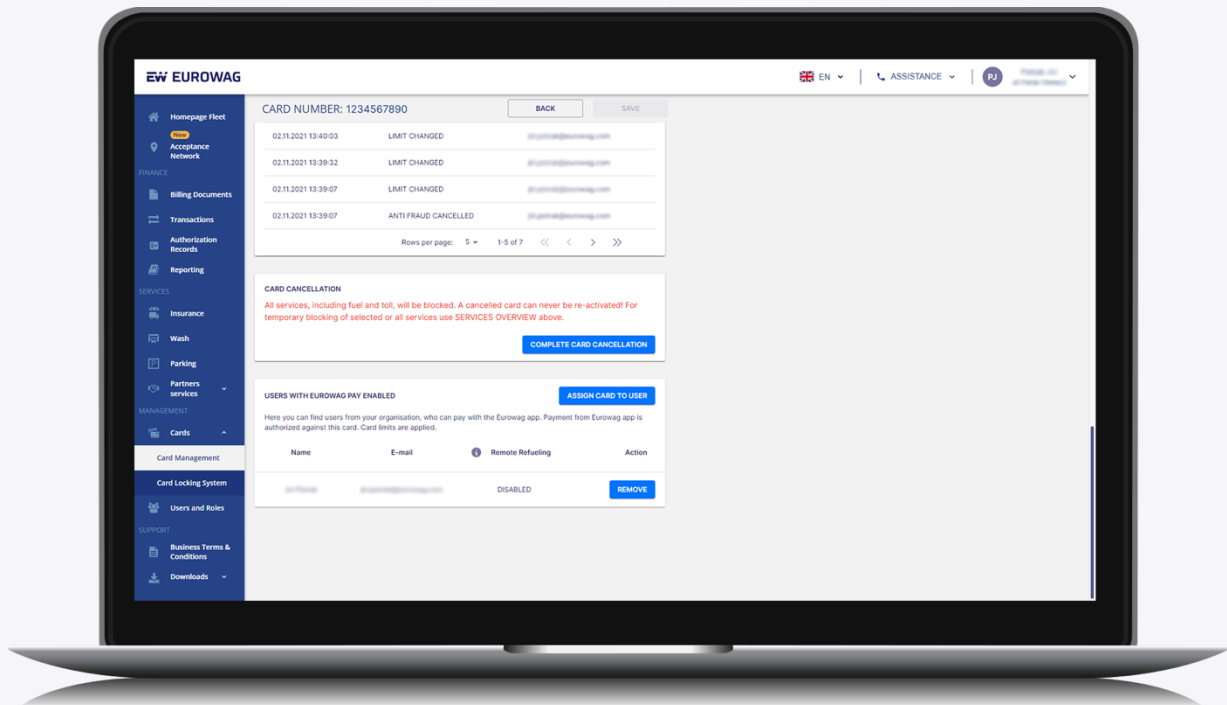 EW EUROWAG
EN
ASSISTANCE
PJ
Homepage Fleet
New
Acceptance
Network
FINANCE
Billing Documents
Transactions
Authorization
Records
Reporting
SERVICES
Insurance
Wash
P
Parking
Partners
services
MANAGEMENT
Cards
Card Management
Card Locking System
Users and Roles
SUPPORT
Business Terms &
Conditions
Downloads
CARD NUMBER: 1234567890
BACK
SAVE
02.11.2021 13:40:03 LIMIT CHANGED
02.11.2021 13:39:32 LIMIT CHANGED
02.11.2021 13:39:07 LIMIT CHANGED
02.11.2021 13:39:07 ANTI FRAUD CANCELLED
Rows per page: 5 1-5 of 7
CARD CANCELLATION
All services, including fuel and toll, will be blocked. A cancelled card can never be re-activated! For
temporary blocking of selected or all services use SERVICES OVERVIEW above.
COMPLETE CARD CANCELLATION
USERS WITH EUROWAG PAY ENABLED
ASSIGN CARD TO USER
Here you can find users from your organisation, who can pay with the Eurowag app. Payment from Eurowag app is
authorized against this card. Card limits are applied.
Name E-mail Remote Refueling Action
DISABLED REMOVE